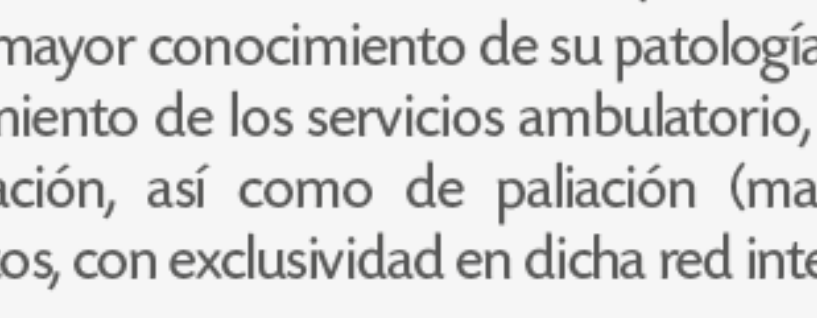 mayor conocimiento de su patología
miento de los servicios ambulatorio,
ación, así como de paliación (ma
os, con exclusividad en dicha red inte